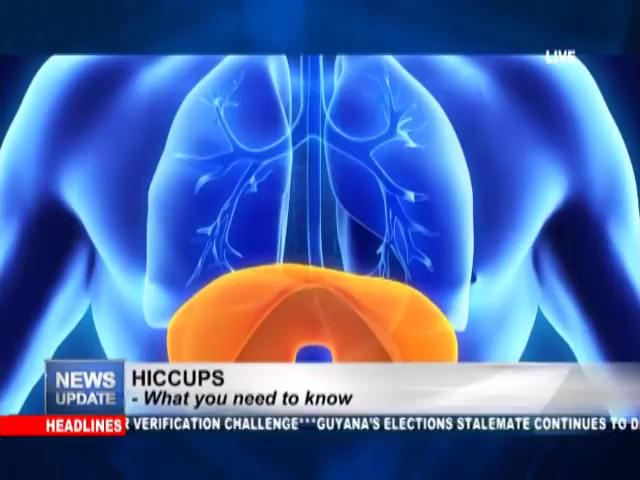 LIVE
NEWS
UPDATE
HICCUPS
- What you need to know
HEADLINES
VERIFICATION CHALLENGE***GUYANA'S ELECTIONS STALEMATE CONTINUES TO